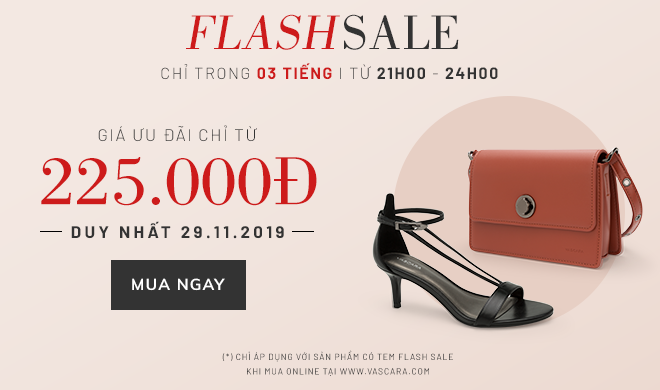 FLASH SALE
CHỈ TRONG 03 TIẾNG | TỪ 21H00 - 24H00
GIÁ ƯU ĐÃI CHỈ TỪ
225.000Đ
DUY NHẤT 29.11.2019
MUA NGAY
(*) CHỈ ÁP DỤNG VỚI SẢN PHẨM CÓ TEM FLASH SALE
KHI MUA ONLINE TẠI WWW.VASCARA.COM